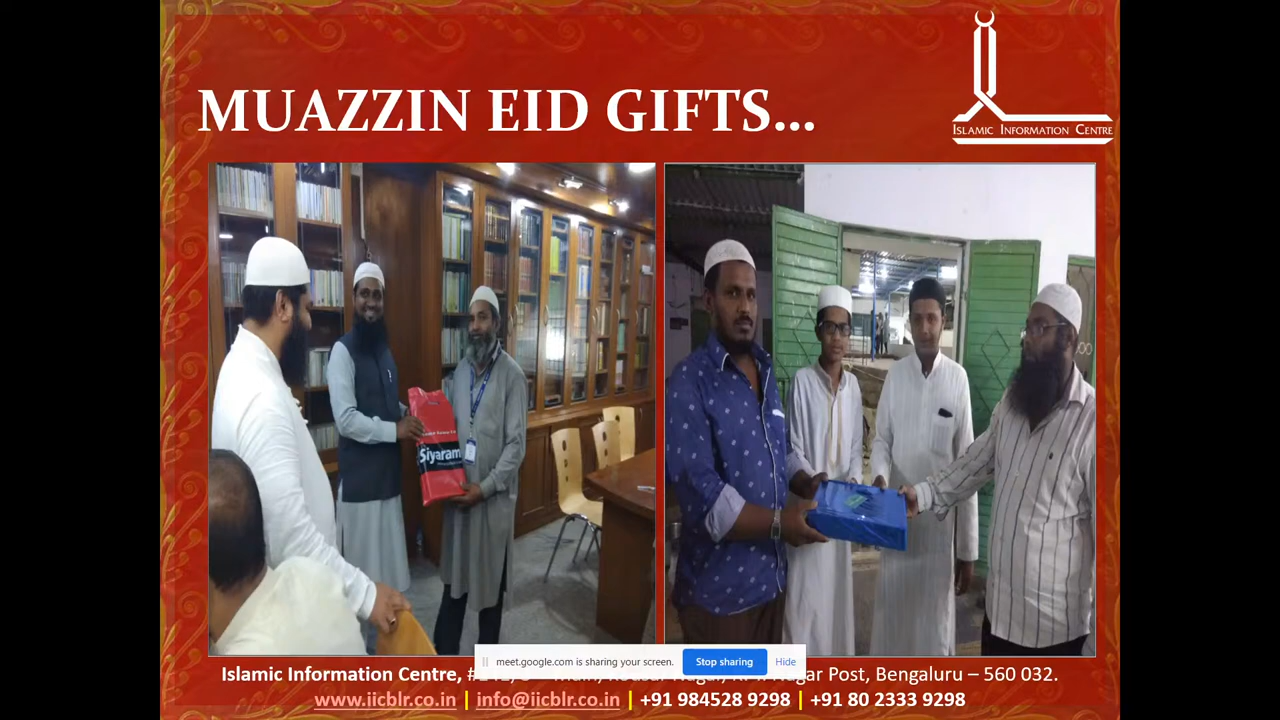 MUAZZIN EID GIFTS...
ISLAMIC INFORMATION CENTRE
Siyaram
meet.google.com is sharing your screen. Stop sharing Hide
Islamic Information Centre, Nagar Post, Bengaluru – 560 032.
www.iicblr.co.in | info@iicblr.co.in | +91 984528 9298 | +91 80 2333 9298